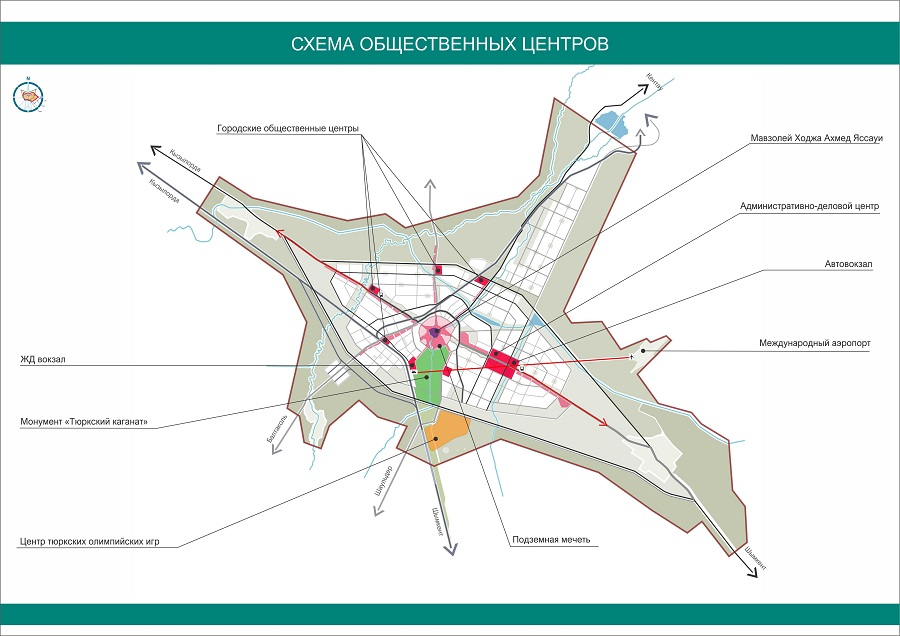 СХЕМА ОБЩЕСТВЕННЫХ ЦЕНТРОВ
N
Кентау
Городские общественные центры
Мавзолей Ходжа Ахмед Яссауи
Кызылорда
Кызылорда
Административно-деловой центр
Автовокзал
Международный аэропорт
ЖД вокзал
Монумент «Тюркский каганат»
Балтаколь
Шаульдер
Шымкент
Центр тюркских олимпийских игр
Подземная мечеть
Шымкент